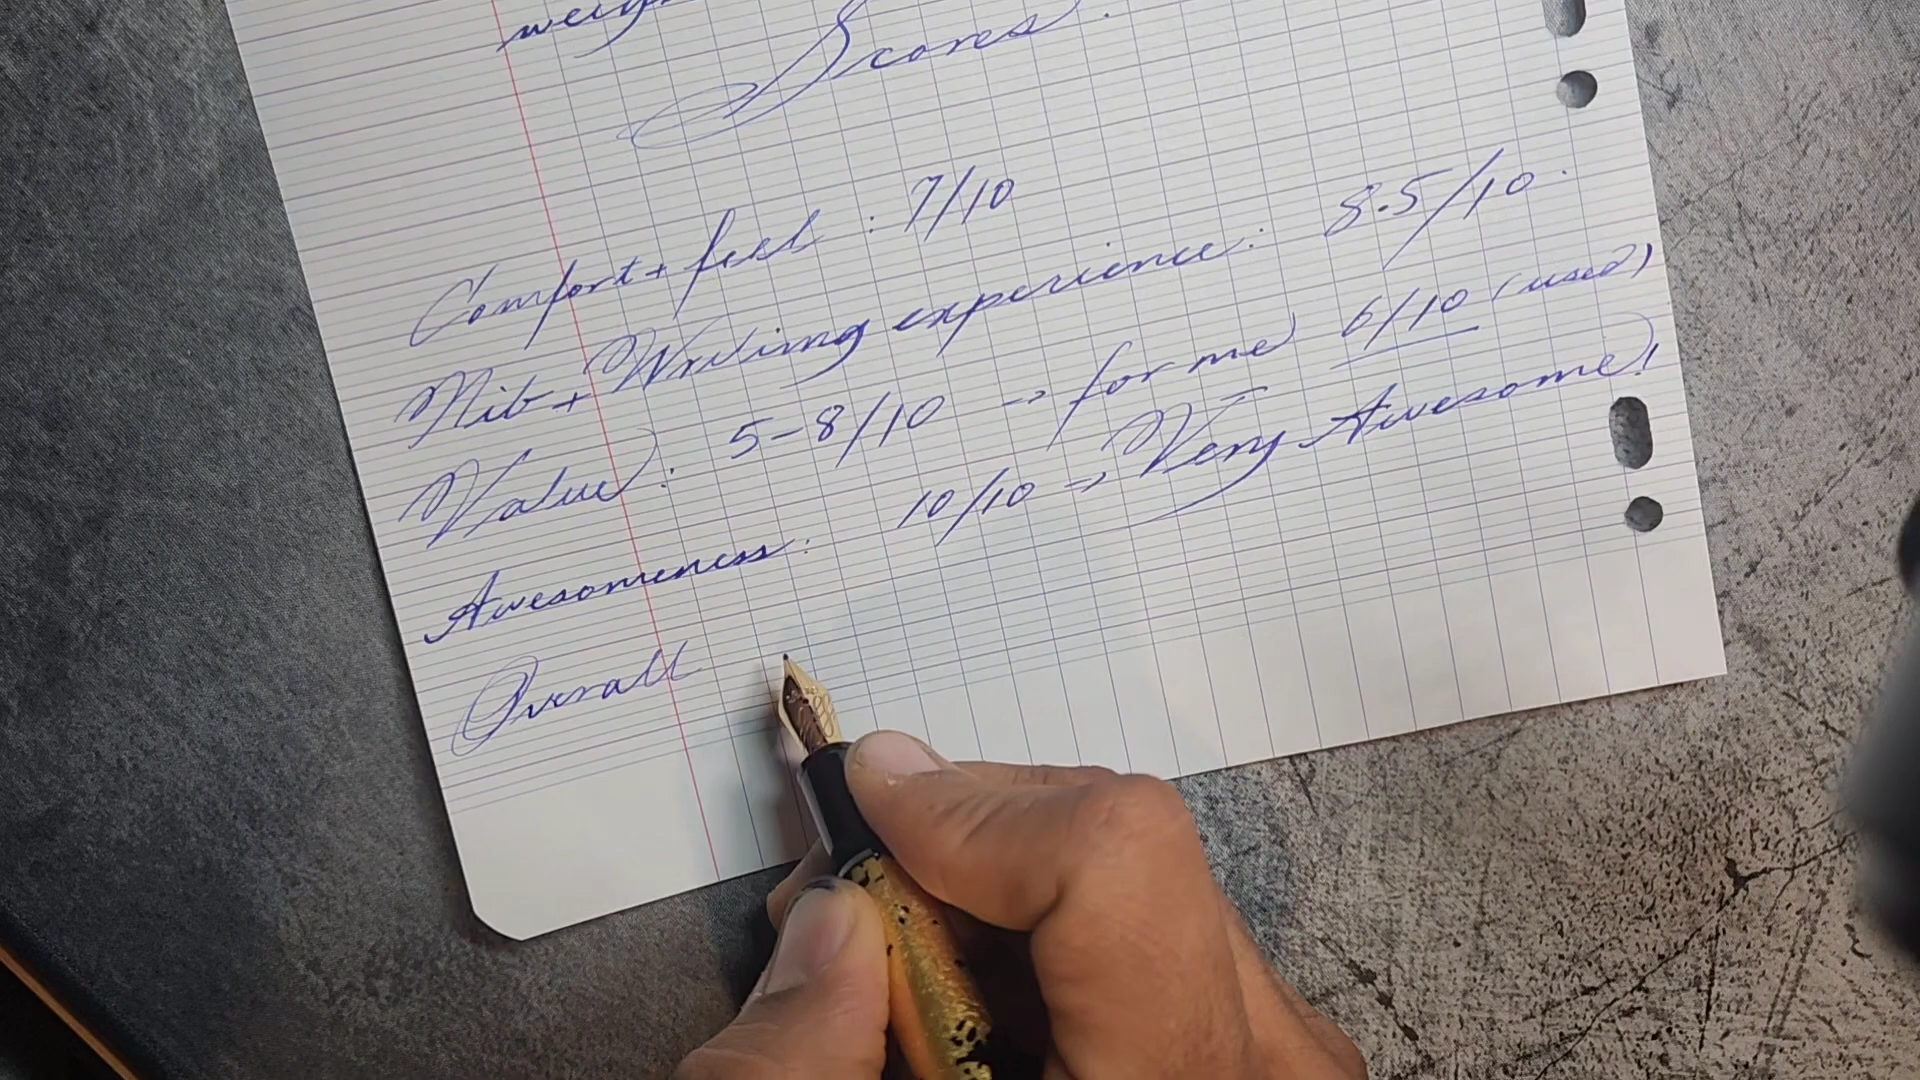 Scores.
Comfort + feel : 7/10
Nib + Writing experience : 8.5/10.
Value : 5-8/10 → for me 6/10 (used)
Awesomeness : 10/10 → Very Awesome!
Overall